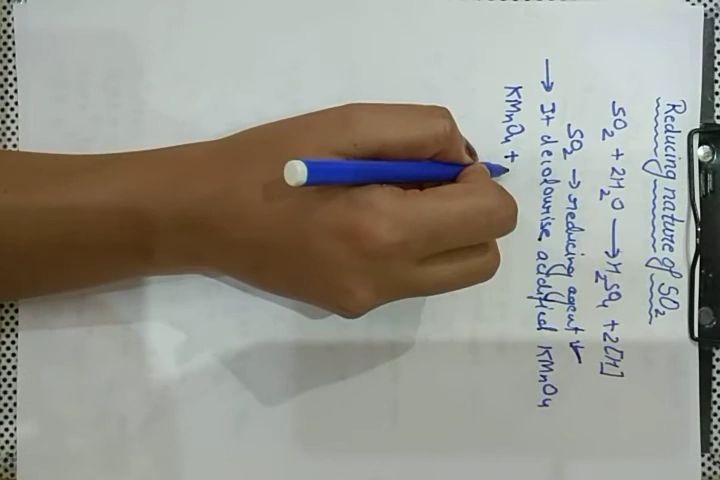 Reducing nature of SO₂
SO₂ + 2H₂O → H₂SO₄ + 2[H]
SO₂ → reducing agent ←
→ It decolourise acidified KMnO₄
KMnO₄ +